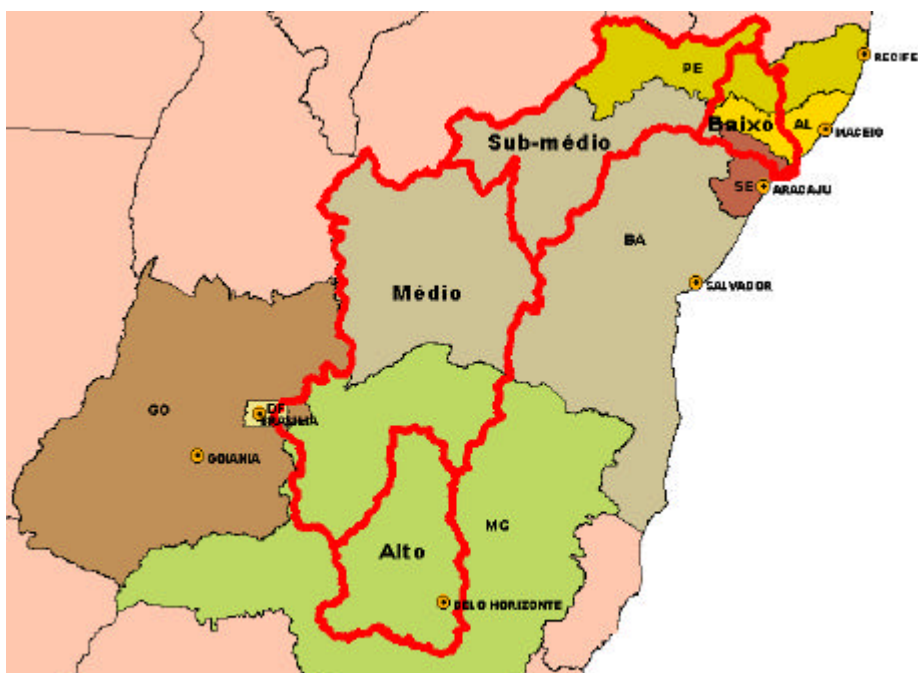 RECIFE
PE
Baixo
AL
MACEIO
Sub-médio
SE
ARACAJU
BA
SALVADOR
Médio
GO
DF
BRASILIA
GOIANIA
MG
Alto
BELO HORIZONTE